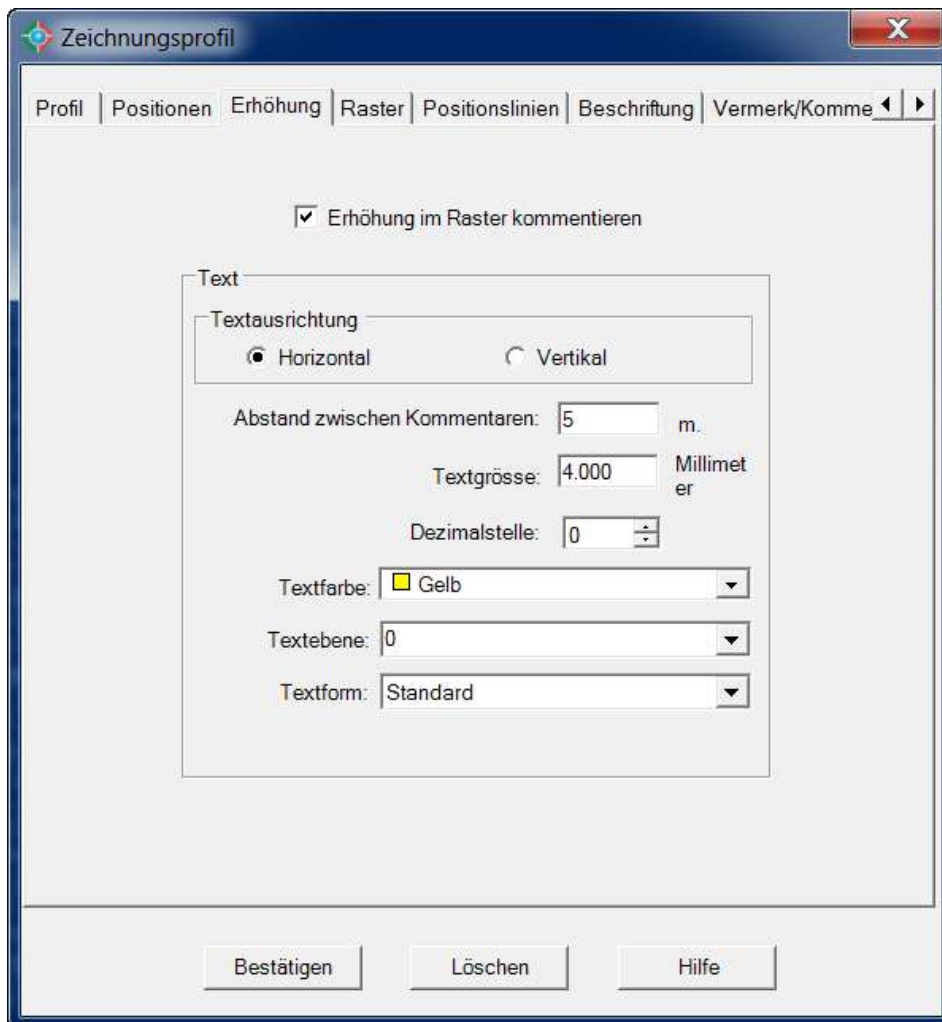 Zeichnungsprofil
Profil Positionen Erhöhung Raster Positionslinien Beschriftung Vermerk/Komme
Erhöhung im Raster kommentieren
Text
Textausrichtung
Horizontal Vertikal
Abstand zwischen Kommentaren: 5 m.
Textgrösse: 4.000 Millimet
er
Dezimalstelle: 0
Textfarbe: Gelb
Textebene: 0
Textform: Standard
Bestätigen Löschen Hilfe